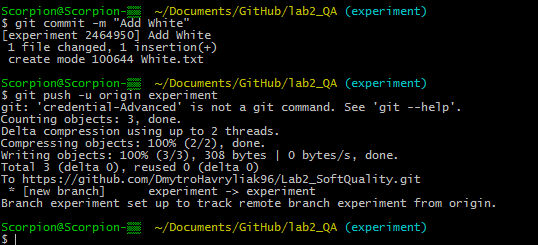 Scorpion@Scorpion-▒▒ ~/Documents/GitHub/lab2_QA (experiment)
$ git commit -m "Add White"
[experiment 2464950] Add White
 1 file changed, 1 insertion(+)
 create mode 100644 White.txt

Scorpion@Scorpion-▒▒ ~/Documents/GitHub/lab2_QA (experiment)
$ git push -u origin experiment
git: 'credential-Advanced' is not a git command. See 'git --help'.
Counting objects: 3, done.
Delta compression using up to 2 threads.
Compressing objects: 100% (2/2), done.
Writing objects: 100% (3/3), 308 bytes | 0 bytes/s, done.
Total 3 (delta 0), reused 0 (delta 0)
To https://github.com/DmytroHavryliak96/Lab2_SoftQuality.git
 * [new branch]      experiment -> experiment
Branch experiment set up to track remote branch experiment from origin.

Scorpion@Scorpion-▒▒ ~/Documents/GitHub/lab2_QA (experiment)
$